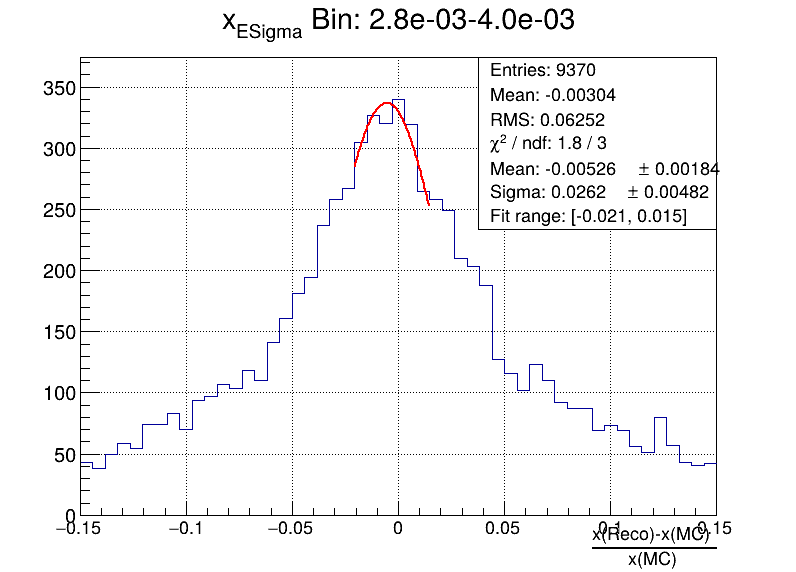 xESigma Bin: 2.8e-03-4.0e-03
Entries: 9370
Mean: -0.00304
RMS: 0.06252
χ2 / ndf: 1.8 / 3
Mean: -0.00526 ± 0.00184
Sigma: 0.0262 ± 0.00482
Fit range: [-0.021, 0.015]
350
300
250
200
150
100
50
0
−0.15 −0.1 −0.05 0 0.05 0.1 0.15
x(Reco)-x(MC)
x(MC)